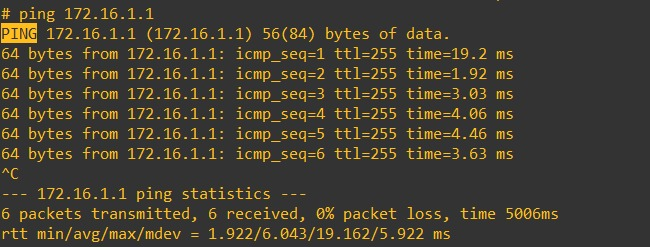 # ping 172.16.1.1
PING 172.16.1.1 (172.16.1.1) 56(84) bytes of data.
64 bytes from 172.16.1.1: icmp_seq=1 ttl=255 time=19.2 ms
64 bytes from 172.16.1.1: icmp_seq=2 ttl=255 time=1.92 ms
64 bytes from 172.16.1.1: icmp_seq=3 ttl=255 time=3.03 ms
64 bytes from 172.16.1.1: icmp_seq=4 ttl=255 time=4.06 ms
64 bytes from 172.16.1.1: icmp_seq=5 ttl=255 time=4.46 ms
64 bytes from 172.16.1.1: icmp_seq=6 ttl=255 time=3.63 ms
^C
--- 172.16.1.1 ping statistics ---
6 packets transmitted, 6 received, 0% packet loss, time 5006ms
rtt min/avg/max/mdev = 1.922/6.043/19.162/5.922 ms